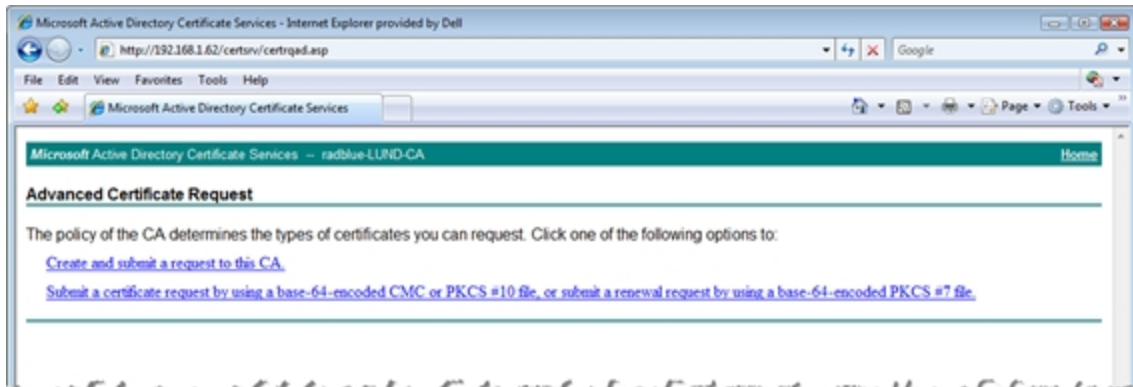 Microsoft Active Directory Certificate Services - Internet Explorer provided by Dell
http://192.168.1.62/certsrv/certrqad.asp
Google
File Edit View Favorites Tools Help
Microsoft Active Directory Certificate Services
Page Tools
Microsoft Active Directory Certificate Services -- radblue-LUND-CA
Home
Advanced Certificate Request
The policy of the CA determines the types of certificates you can request. Click one of the following options to:
Create and submit a request to this CA.
Submit a certificate request by using a base-64-encoded CMC or PKCS #10 file, or submit a renewal request by using a base-64-encoded PKCS #7 file.